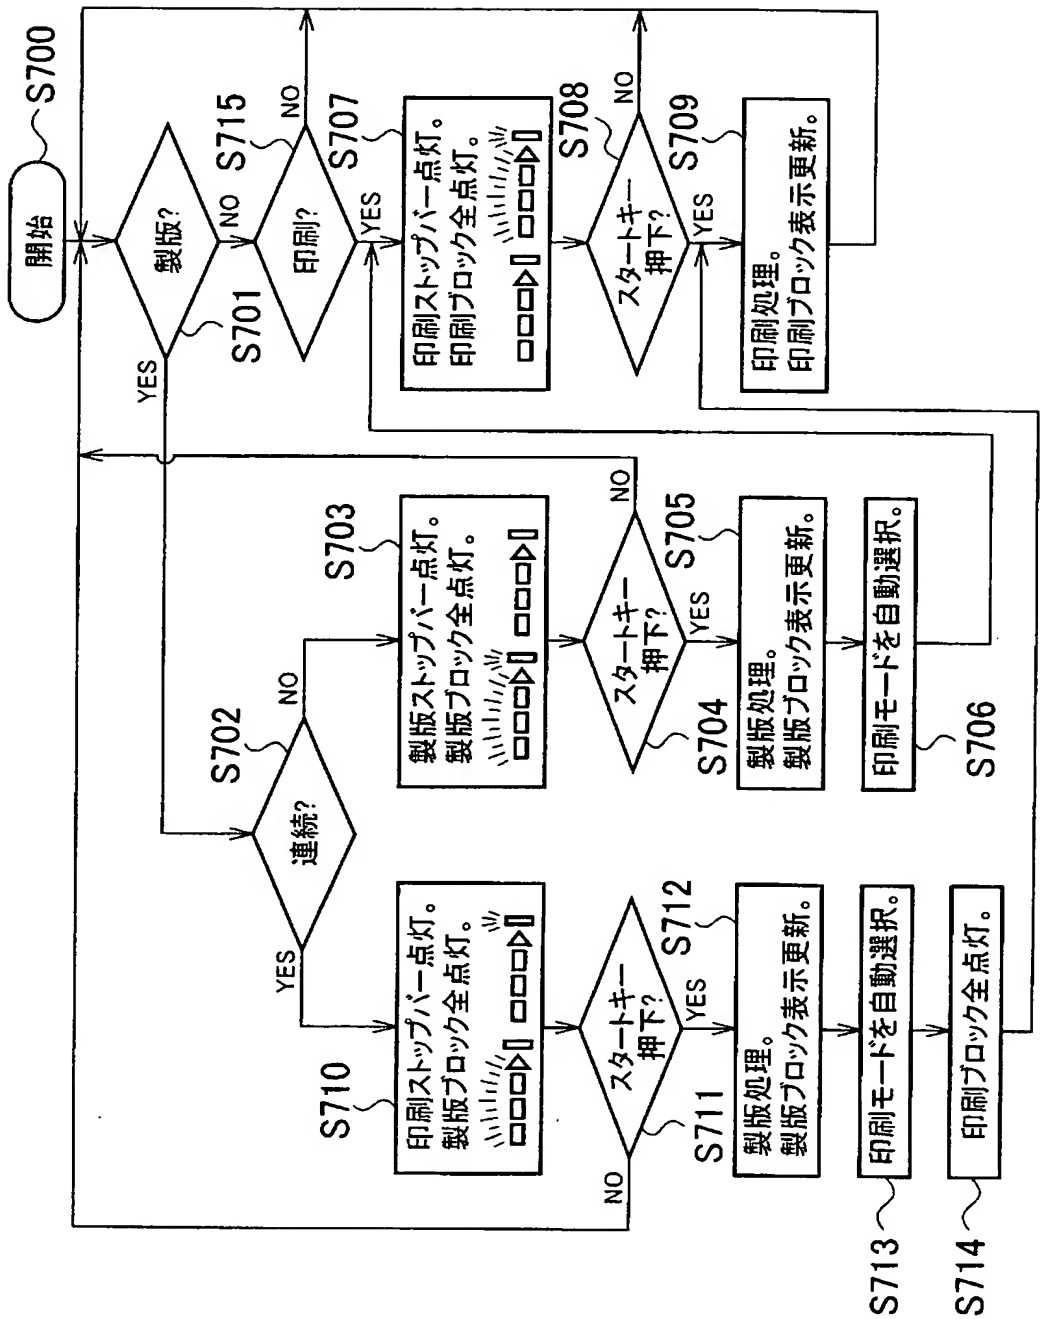 開始
S700
製版?
S701
YES
NO
印刷?
S715
NO
YES
印刷ストップバー点灯。
印刷ブロック全点灯。
S707
スタートキー
押下?
S708
NO
YES
印刷処理。
印刷ブロック表示更新。
S709
連続?
S702
YES
NO
製版ストップバー点灯。
製版ブロック全点灯。
S703
スタートキー
押下?
S704
NO
YES
製版処理。
製版ブロック表示更新。
S705
印刷モードを自動選択。
S706
印刷ストップバー点灯。
製版ブロック全点灯。
S710
スタートキー
押下?
S711
NO
YES
製版処理。
製版ブロック表示更新。
S712
印刷モードを自動選択。
S713
印刷ブロック全点灯。
S714